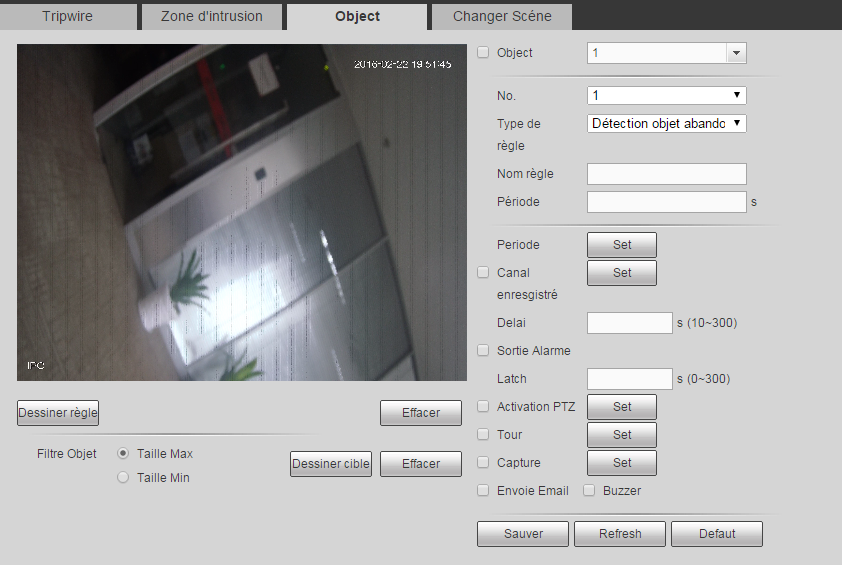 Tripwire
Zone d'intrusion
Object
Changer Scéne
2016-02-22 19:51:45
IPC
Object
1
No.
1
Type de
règle
Détection objet abando
Nom règle
Période
s
Periode
Set
Canal
enresgistré
Set
Delai
s (10~300)
Sortie Alarme
Latch
s (0~300)
Activation PTZ
Set
Tour
Set
Capture
Set
Envoie Email
Buzzer
Sauver
Refresh
Defaut
Dessiner règle
Effacer
Filtre Objet
Taille Max
Taille Min
Dessiner cible
Effacer